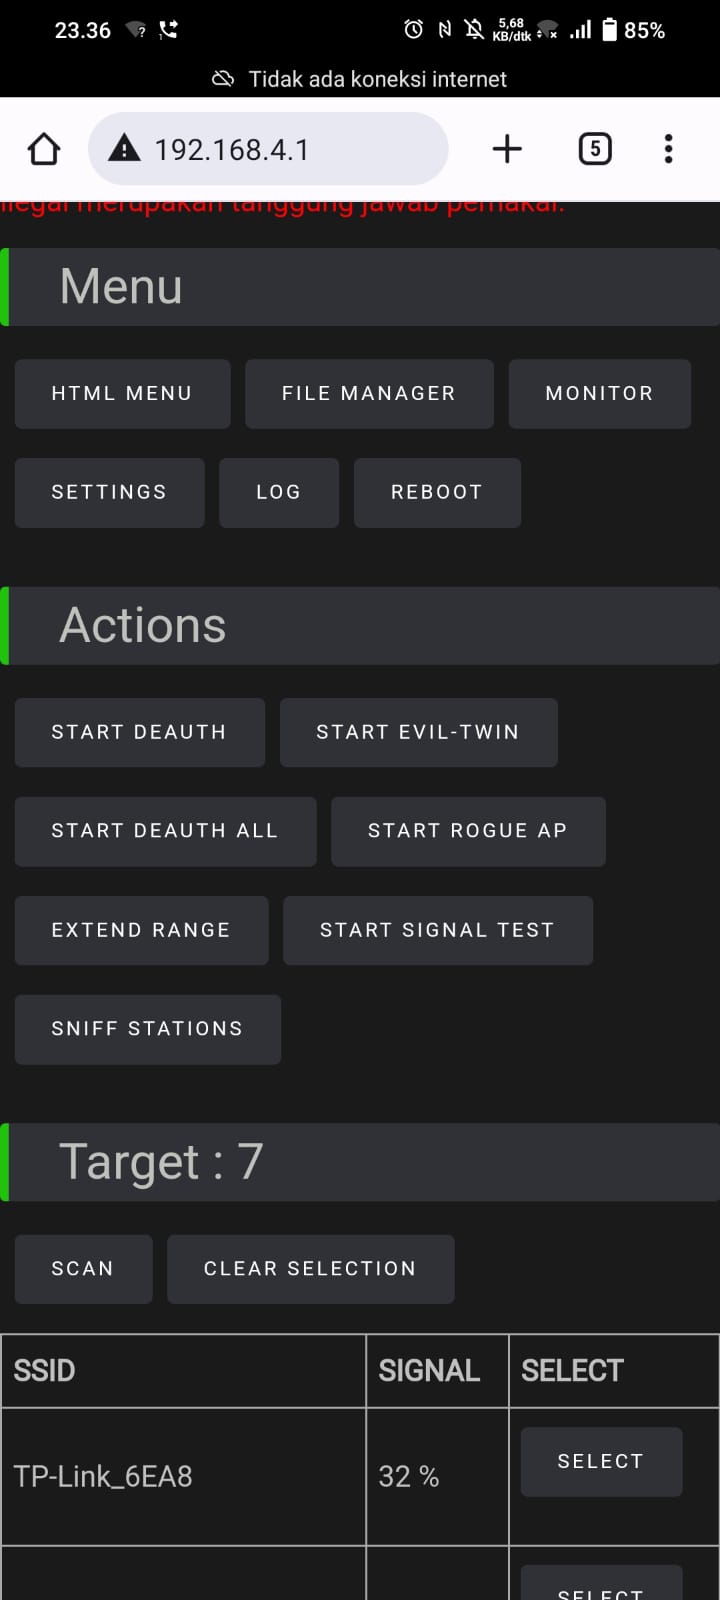 23.36
5,68
KB/dtk
85%
Tidak ada koneksi internet
192.168.4.1
5
ilegal merupakan tanggung jawab pemakai.
Menu
HTML MENU FILE MANAGER MONITOR
SETTINGS LOG REBOOT
Actions
START DEAUTH START EVIL-TWIN
START DEAUTH ALL START ROGUE AP
EXTEND RANGE START SIGNAL TEST
SNIFF STATIONS
Target : 7
SCAN CLEAR SELECTION
SSID SIGNAL SELECT
TP-Link_6EA8 32 % SELECT
SELECT